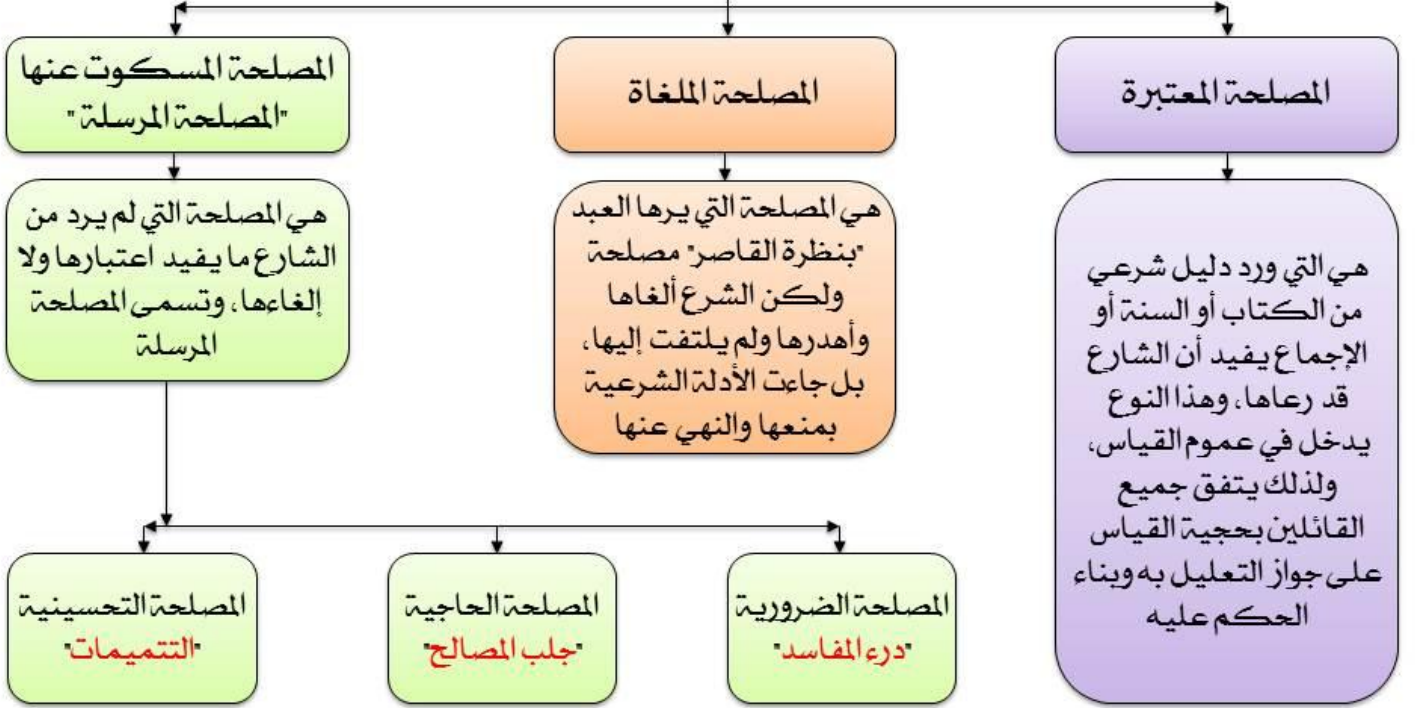 المصلحة المعتبرة
هي التي ورد دليل شرعي
من الكتاب أو السنة أو
الإجماع يفيد أن الشارع
قد رعاها، وهذا النوع
يدخل في عموم القياس،
ولذلك يتفق جميع
القائلين بحجية القياس
على جواز التعليل به وبناء
الحكم عليه
المصلحة الملغاة
هي المصلحة التي يرها العبد
"بنظرة القاصر" مصلحة
ولكن الشرع ألغاها
وأهدرها ولم يلتفت إليها،
بل جاءت الأدلة الشرعية
بمنعها والنهي عنها
المصلحة المسكوت عنها
"المصلحة المرسلة"
هي المصلحة التي لم يرد من
الشارع ما يفيد اعتبارها ولا
إلغاءها، وتسمى المصلحة
المرسلة
المصلحة الضرورية
"درء المفاسد"
المصلحة الحاجية
"جلب المصالح"
المصلحة التحسينية
"التتميمات"